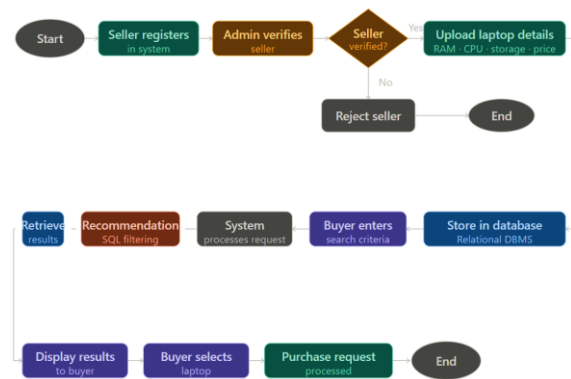 Start
Seller registers
in system
Admin verifies
seller
Seller
verified?
Yes
Upload laptop details
RAM · CPU · storage · price
No
Reject seller
End
Retrieve
results
Recommendation
SQL filtering
System
processes request
Buyer enters
search criteria
Store in database
Relational DBMS
Display results
to buyer
Buyer selects
laptop
Purchase request
processed
End